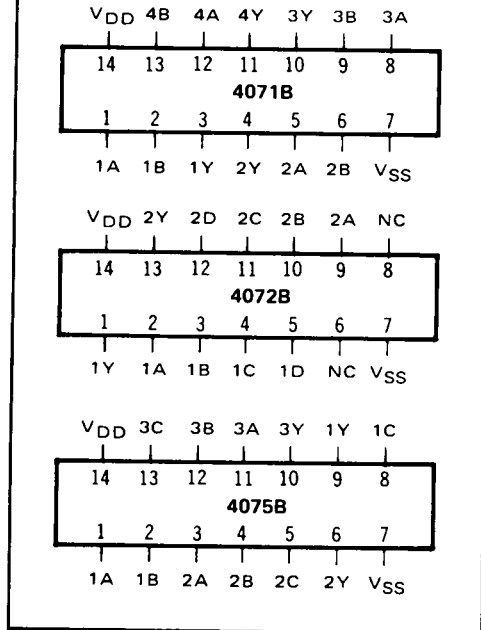 VDD 4B 4A 4Y 3Y 3B 3A
14 13 12 11 10 9 8
4071B
1 2 3 4 5 6 7
1A 1B 1Y 2Y 2A 2B VSS
VDD 2Y 2D 2C 2B 2A NC
14 13 12 11 10 9 8
4072B
1 2 3 4 5 6 7
1Y 1A 1B 1C 1D NC VSS
VDD 3C 3B 3A 3Y 1Y 1C
14 13 12 11 10 9 8
4075B
1 2 3 4 5 6 7
1A 1B 2A 2B 2C 2Y VSS